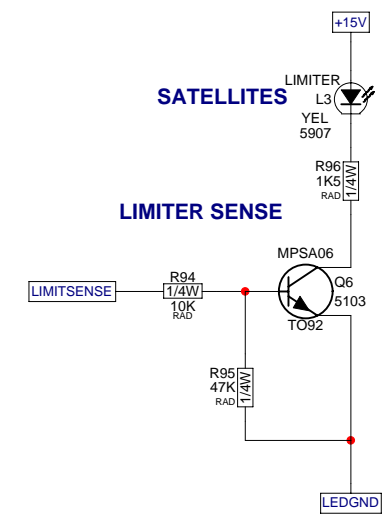 +15V
LIMITER
SATELLITES
L3
YEL
5907
R96
1K5
RAD
1/4W
LIMITER SENSE
MPSA06
Q6
5103
TO92
LIMITSENSE
R94
1/4W
10K
RAD
R95
47K
RAD
1/4W
LEDGND